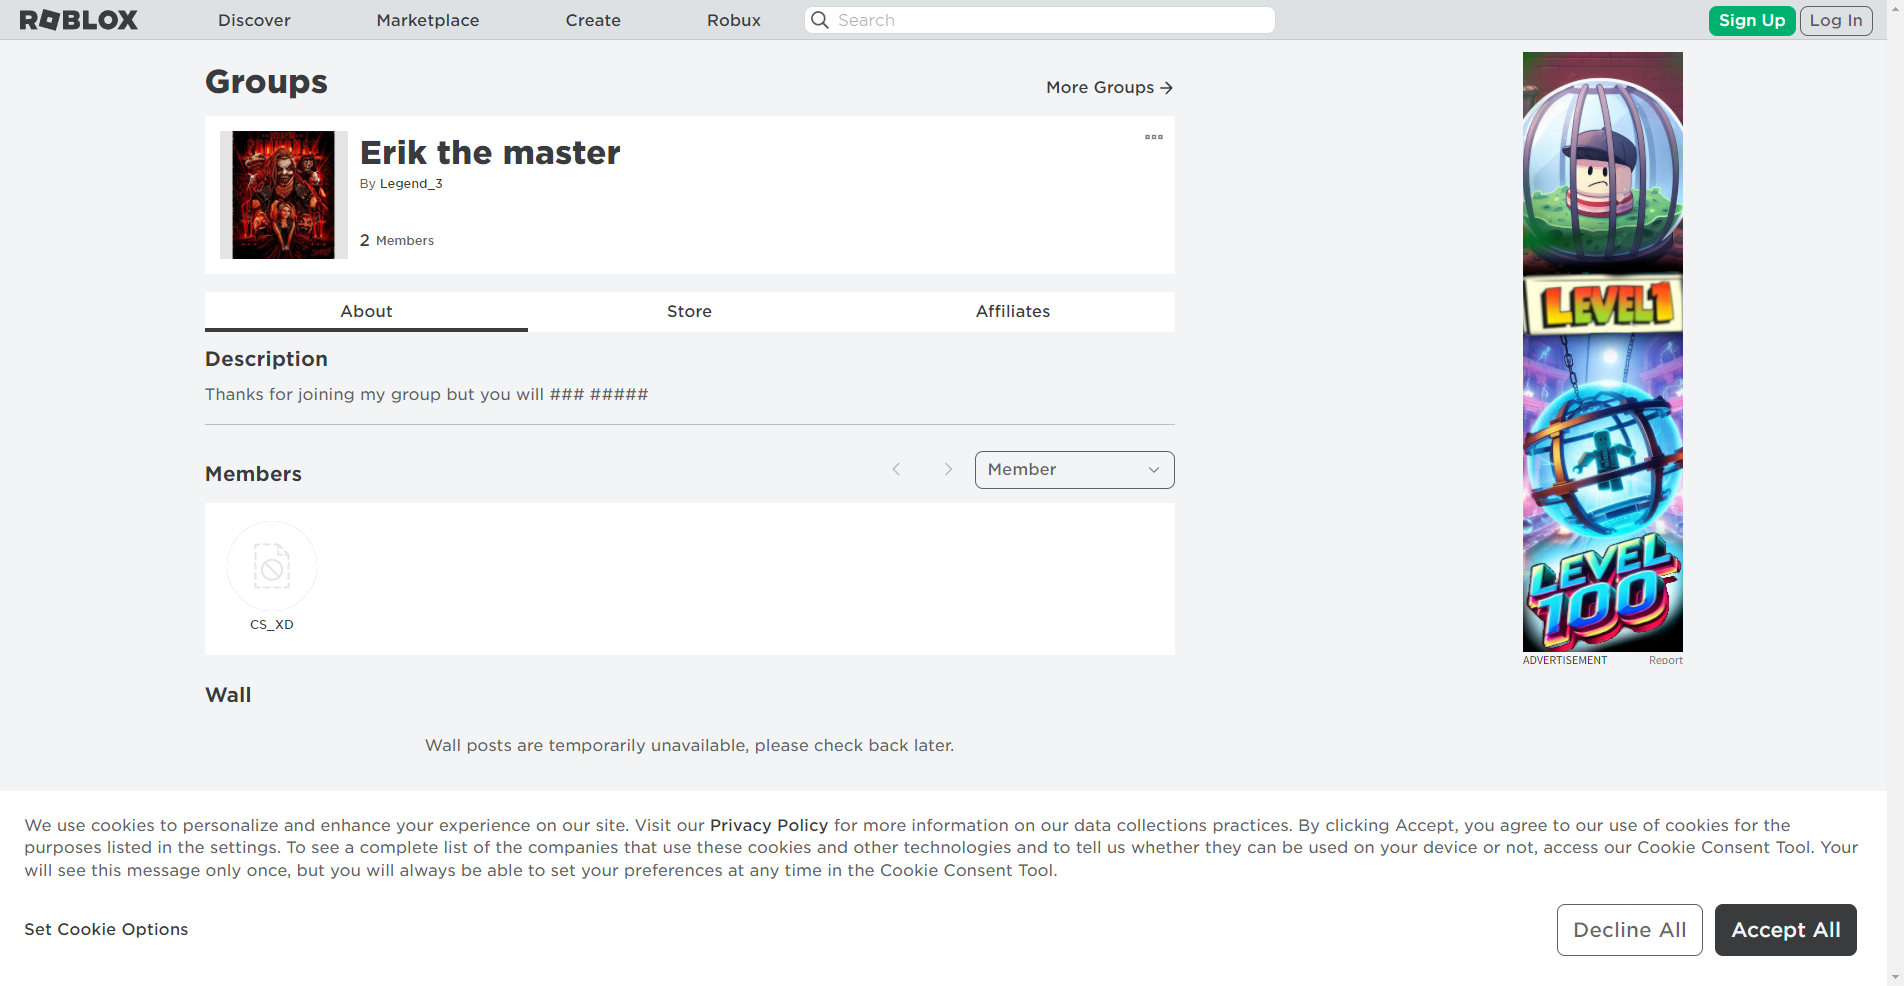 ROBLOX
Discover
Marketplace
Create
Robux
Search
Sign Up
Log In
Groups
More Groups →
Erik the master
By Legend_3
2 Members
About
Store
Affiliates
Description
Thanks for joining my group but you will ### #####
Members
Member
CS_XD
Wall
Wall posts are temporarily unavailable, please check back later.
LEVEL 1
LEVEL
100
ADVERTISEMENT
Report
We use cookies to personalize and enhance your experience on our site. Visit our Privacy Policy for more information on our data collections practices. By clicking Accept, you agree to our use of cookies for the
purposes listed in the settings. To see a complete list of the companies that use these cookies and other technologies and to tell us whether they can be used on your device or not, access our Cookie Consent Tool. Your
will see this message only once, but you will always be able to set your preferences at any time in the Cookie Consent Tool.
Set Cookie Options
Decline All
Accept All